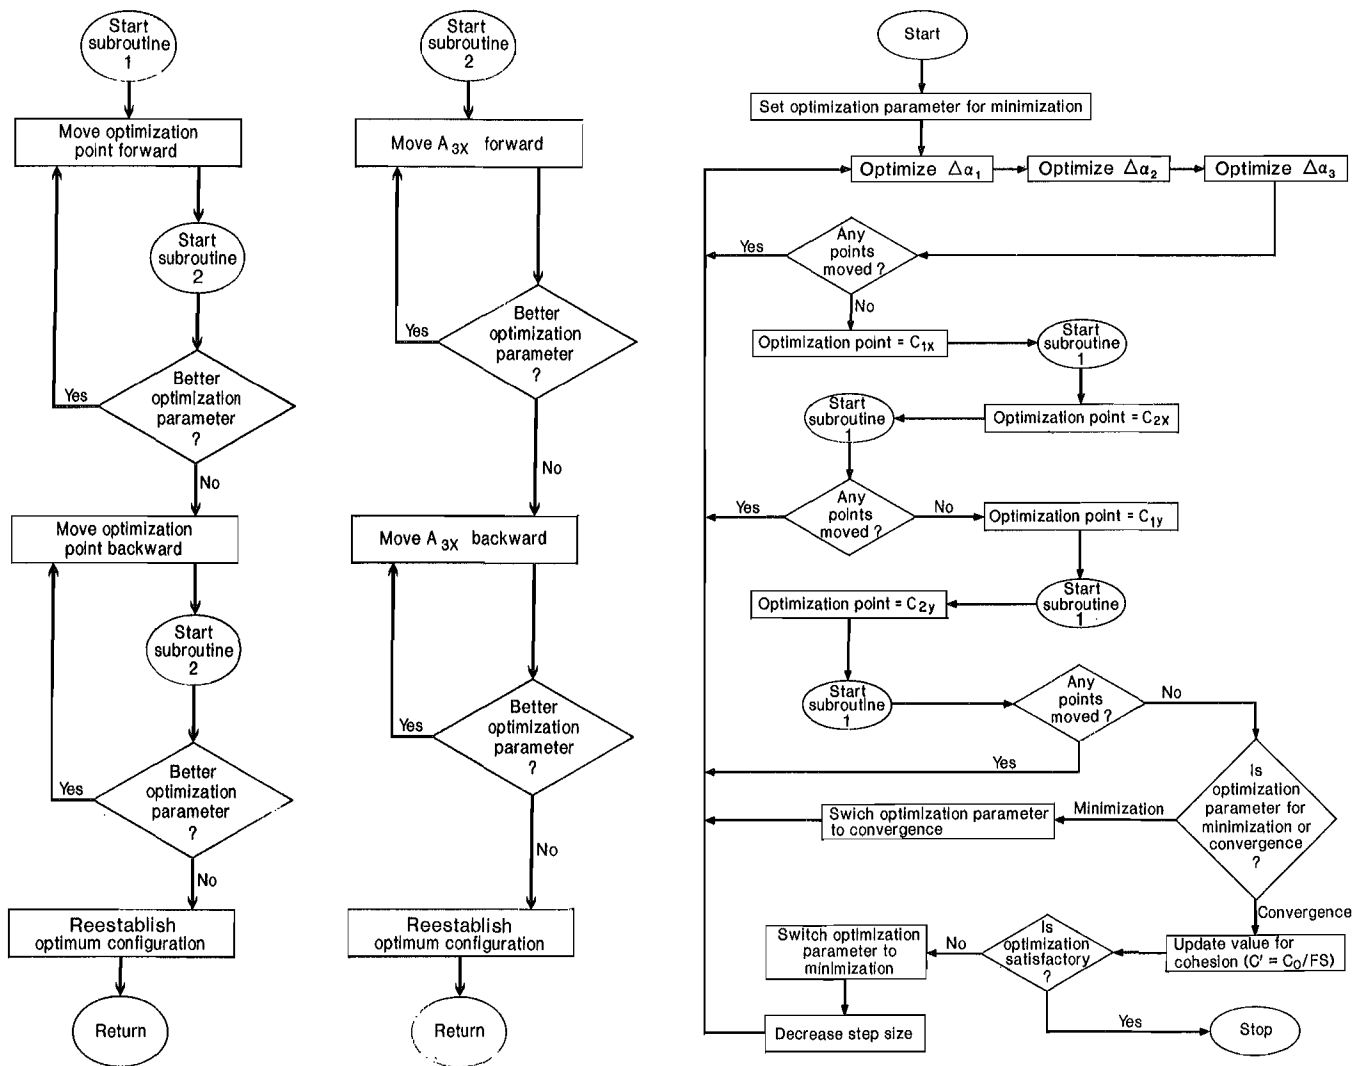 Start
subroutine
1
Move optimization
point forward
Start
subroutine
2
Better
optimization
parameter
?
Yes
No
Move optimization
point backward
Start
subroutine
2
Better
optimization
parameter
?
Yes
No
Reestablish
optimum configuration
Return
Start
subroutine
2
Move A3X forward
Better
optimization
parameter
?
Yes
No
Move A3X backward
Better
optimization
parameter
?
Yes
No
Reestablish
optimum configuration
Return
Start
Set optimization parameter for minimization
Optimize Δα1
Optimize Δα2
Optimize Δα3
Any
points
moved ?
Yes
No
Optimization point = C1x
Start
subroutine
1
Optimization point = C2x
Start
subroutine
1
Any
points
moved ?
Yes
No
Optimization point = C1y
Start
subroutine
1
Optimization point = C2y
Start
subroutine
1
Any
points
moved ?
No
Yes
Is
optimization
parameter for
minimization or
convergence
?
Minimization
Swich optimization parameter
to convergence
Convergence
Update value for
cohesion (C' = C0/FS)
Is
optimization
satisfactory
?
No
Switch optimization
parameter to
minimization
Decrease step size
Yes
Stop